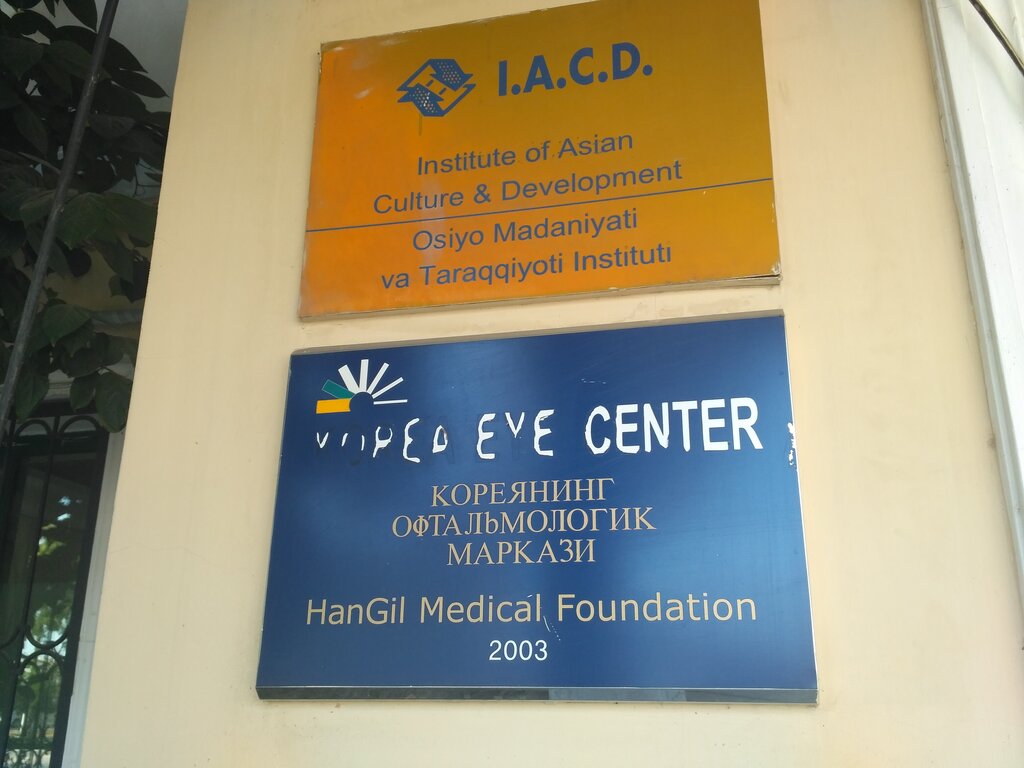 I.A.C.D.
Institute of Asian
Culture & Development
Osiyo Madaniyati
va Taraqqiyoti Instituti
KOREA EYE CENTER
КОРЕЯНИНГ
ОФТАЛЬМОЛОГИК
МАРКАЗИ
HanGil Medical Foundation
2003